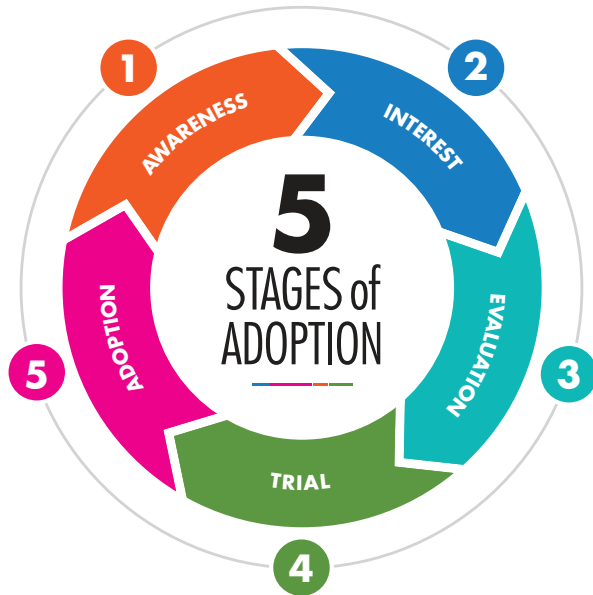 5
STAGES of
ADOPTION
1
AWARENESS
2
INTEREST
3
EVALUATION
4
TRIAL
5
ADOPTION